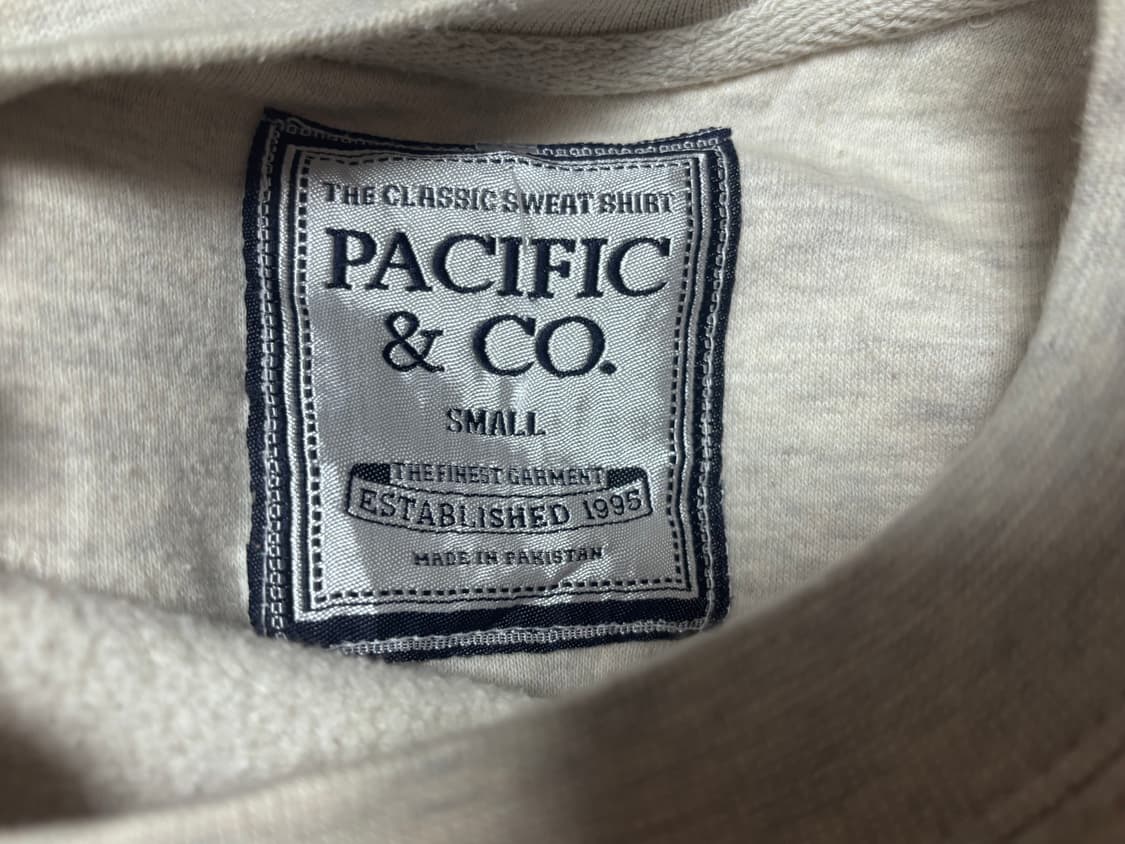 THE CLASSIC SWEAT SHIRT
PACIFIC
& CO.
SMALL
THE FINEST GARMENT
ESTABLISHED 1995
MADE IN PAKISTAN